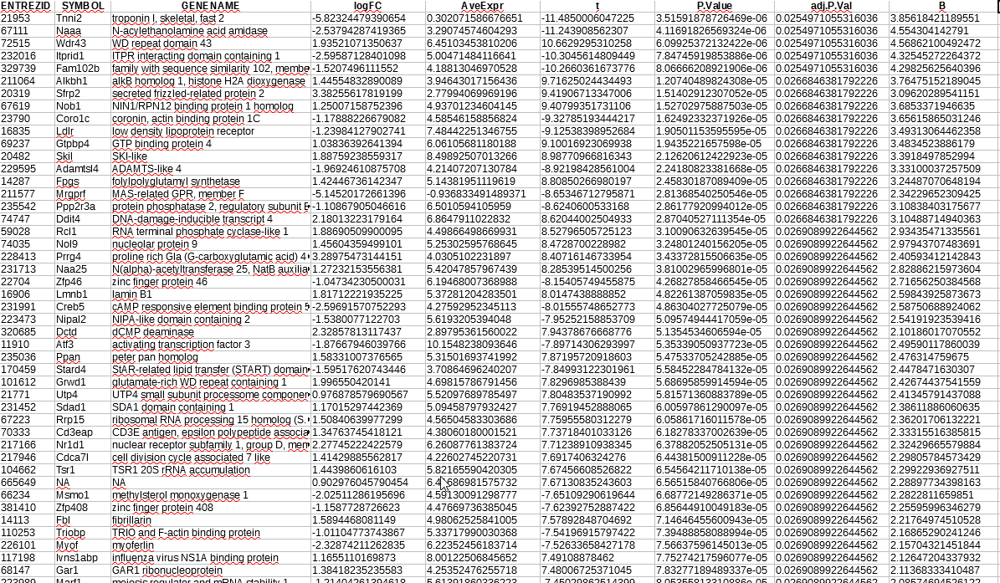 ENTREZID SYMBOL GENENAME logFC AveExpr t P.Value adj.P.Val B
21953 Tnni2 troponin I, skeletal, fast 2 -5.82324479390654 0.302071586676651 -11.4850006047225 3.51591878726469e-06 0.0254971055316036 3.85618421189551
67111 Naaa N-acylethanolamine acid amidase -2.53794287419365 3.29074574604293 -11.243908562307 4.11691826569324e-06 0.0254971055316036 4.554304142791
72515 Wdr43 WD repeat domain 43 1.93521071350637 6.45103453810206 10.6629295310258 6.09925372132422e-06 0.0254971055316036 4.56862100492472
232016 Itprid1 ITPR interacting domain containing 1 -2.59587128401098 5.00471484116641 -10.3045614809449 7.84745919853886e-06 0.0254971055316036 4.32545272264372
329739 Fam102b family with sequence similarity 102, membe -1.5207496111552 4.18813046970528 -10.2660361673776 8.06666208921906e-06 0.0254971055316036 4.29825625640396
211064 Alkbh1 alkB homolog 1, histone H2A dioxygenase 1.44554832890089 3.94643017156436 9.71625024434493 1.20740489824308e-05 0.0266846381792226 3.76475152189045
20319 Sfrp2 secreted frizzled-related protein 2 3.38255617819199 2.77994069969196 9.41906713347006 1.51402912307052e-05 0.0266846381792226 3.09620289541151
67619 Nob1 NIN1/RPN12 binding protein 1 homolog 1.25007158752396 4.93701234604145 9.40799351731106 1.52702975887503e-05 0.0266846381792226 3.6853371946635
23790 Coro1c coronin, actin binding protein 1C -1.17888226679082 4.58546158856824 -9.32785193444217 1.62492332371926e-05 0.0266846381792226 3.65615865031246
16835 Ldlr low density lipoprotein receptor -1.23984127902741 7.48442251346755 -9.12538398952684 1.90501153595595e-05 0.0266846381792226 3.49313064462358
69237 Gtpbp4 GTP binding protein 4 1.03836392641394 6.06105681180188 9.10016923069938 1.9435221657598e-05 0.0266846381792226 3.4834523886179
20482 Skil SKI-like 1.88759238559317 8.49892507013266 8.98770966816343 2.12620612422923e-05 0.0266846381792226 3.3918497852994
229595 Adamtsl4 ADAMTS-like 4 -1.96924610875708 4.21407207130784 -8.92198428561004 2.24180823381668e-05 0.0266846381792226 3.33100037257509
14287 Fpgs folylpolyglutamyl synthetase 1.42446736142347 5.14381951119619 8.80850266980197 2.45830187089409e-05 0.0266846381792226 3.24487070648194
211577 Mrgprf MAS-related GPR, member F -5.14520172661396 -0.936833491489371 -8.65346712795871 2.81368540250546e-05 0.0266846381792226 2.34229652309425
235542 Ppp2r3a protein phosphatase 2, regulatory subunit B -1.10867905046616 6.5010594105959 -8.6240600533168 2.86177920994012e-05 0.0266846381792226 3.10838403175677
74747 Ddit4 DNA-damage-inducible transcript 4 2.18013223179164 6.8647911022832 8.62044002504933 2.87040527111354e-05 0.0266846381792226 3.10488714940363
59028 Rcl1 RNA terminal phosphate cyclase-like 1 1.88690509900095 4.49866498669931 8.52796505725123 3.10090632639545e-05 0.0269089922644562 2.93435471335561
74035 Nol9 nucleolar protein 9 1.45604359499101 5.25302595768645 8.4728700228982 3.24801240156205e-05 0.0269089922644562 2.97943707483691
228413 Prrg4 proline rich Gla (G-carboxyglutamic acid) 4 3.28975473144151 4.0305102231897 8.40716146733954 3.43372815506635e-05 0.0269089922644562 2.40593412142843
231713 Naa25 N(alpha)-acetyltransferase 25, NatB auxilia 1.27232153556381 5.42047857967439 8.28539514500256 3.81002965996801e-05 0.0269089922644562 2.82886215973604
22704 Zfp46 zinc finger protein 46 -1.04734230500031 6.19468007368988 -8.15405749455875 4.26827858466545e-05 0.0269089922644562 2.71656250384568
16906 Lmnb1 lamin B1 1.81712221935225 5.37281204283501 8.0147438888852 4.82261387059835e-05 0.0269089922644562 2.59843925873673
231991 Creb5 cAMP responsive element binding protein 5 -2.59691570752293 4.27592952345113 -8.01555748652773 4.86304027725079e-05 0.0269089922644562 2.58750688924062
223473 Nipal2 NIPA-like domain containing 2 -1.5380077122703 5.6193205394048 -7.95252158853709 5.09574944417059e-05 0.0269089922644562 2.54191923539416
320685 Dctd dCMP deaminase 2.32857813117437 2.89795361560022 7.94378676668776 5.1354534606594e-05 0.0269089922644562 2.10186017070552
11910 Atf3 activating transcription factor 3 -1.87667946039766 10.1548238093646 -7.89714306293997 5.35339050937723e-05 0.0269089922644562 2.49590117860039
235036 Ppan peter pan homolog 1.58331007376565 5.31501693741992 7.87195720918603 5.47533705242885e-05 0.0269089922644562 2.476314759675
170459 Stard4 StAR-related lipid transfer (START) domain -1.59517620743446 3.70864696240207 -7.84993122301961 5.58452284784132e-05 0.0269089922644562 2.4478471630307
101612 Grwd1 glutamate-rich WD repeat containing 1 1.996550420141 4.69815786791456 7.8296985388439 5.68695859914594e-05 0.0269089922644562 2.42674437541559
21771 Utp4 UTP4 small subunit processome componen 0.976878579690567 5.52097689785497 7.80483537190992 5.81571360883789e-05 0.0269089922644562 2.41345791437088
231452 Sdad1 SDA1 domain containing 1 1.17015297442369 5.09458797932427 7.76919452888065 6.00597861290097e-05 0.0269089922644562 2.38611886060635
67223 Rrp15 ribosomal RNA processing 15 homolog (S. 1.50840639977299 4.56504583303686 7.75955580312279 6.05861716011578e-05 0.0269089922644562 2.36201706132221
70333 Cd3eap CD3E antigen, epsilon polypeptide associa 1.34763745418121 4.38060180001521 7.73718401033126 6.18278337002639e-05 0.0269089922644562 2.33315516385815
217166 Nr1d1 nuclear receptor subfamily 1, group D, mem 2.27745222422579 6.26087761383724 7.71238910938345 6.37882052505131e-05 0.0269089922644562 2.32429665579884
217946 Cdca7l cell division cycle associated 7 like 1.41429885562817 4.22602745220731 7.6917406324276 6.44381500911228e-05 0.0269089922644562 2.29805784573429
104662 Tsr1 TSR1 20S rRNA accumulation 1.4439860616103 5.82165590420305 7.67456608526822 6.54564211710138e-05 0.0269089922644562 2.29922936927511
665649 NA NA 0.902976045790454 7.67130835243603 6.56515840766806e-05 0.0269089922644562 2.28897734398163
66234 Msmo1 methylsterol monoxygenase 1 -2.02511286195696 4.59130091298777 -7.65109290619644 6.68772149286371e-05 0.0269089922644562 2.2822811659851
381410 Zfp408 zinc finger protein 408 -1.1587728726623 4.47669736385045 -7.62392752877422 6.85644910049183e-05 0.0269089922644562 2.25595996346279
14113 Fbl fibrillarin 1.5894468081149 4.98062525841005 7.57892848704692 7.14646455600943e-05 0.0269089922644562 2.21764974510528
110253 Triobp TRIO and F-actin binding protein -1.01104773743867 5.33717990030368 -7.54196915797422 7.39488836088994e-05 0.0269089922644562 2.16865290241246
226101 Myof myoferlin -2.32874211262835 6.22352456183714 -7.52633658427178 7.56637596145013e-05 0.0269089922644562 2.15704321451844
117198 Ivns1abp influenza virus NS1A binding protein 1.1655110169873 8.00122506845652 7.49108878462 7.75274217596077e-05 0.0269089922644562 2.12647204337932
68147 Gar1 GAR1 ribonucleoprotein 1.38418235235583 4.25352476255718 7.48006725371045 7.83277189489337e-05 0.0269089922644562 2.11368333410487